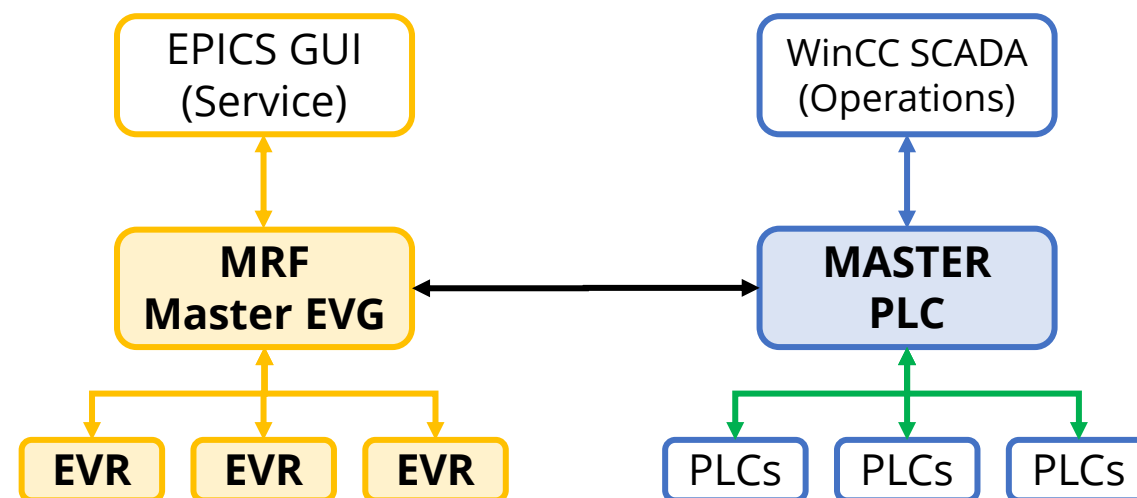 EPICS GUI
(Service)
WinCC SCADA
(Operations)
MRF
Master EVG
MASTER
PLC
EVR
EVR
EVR
PLCs
PLCs
PLCs